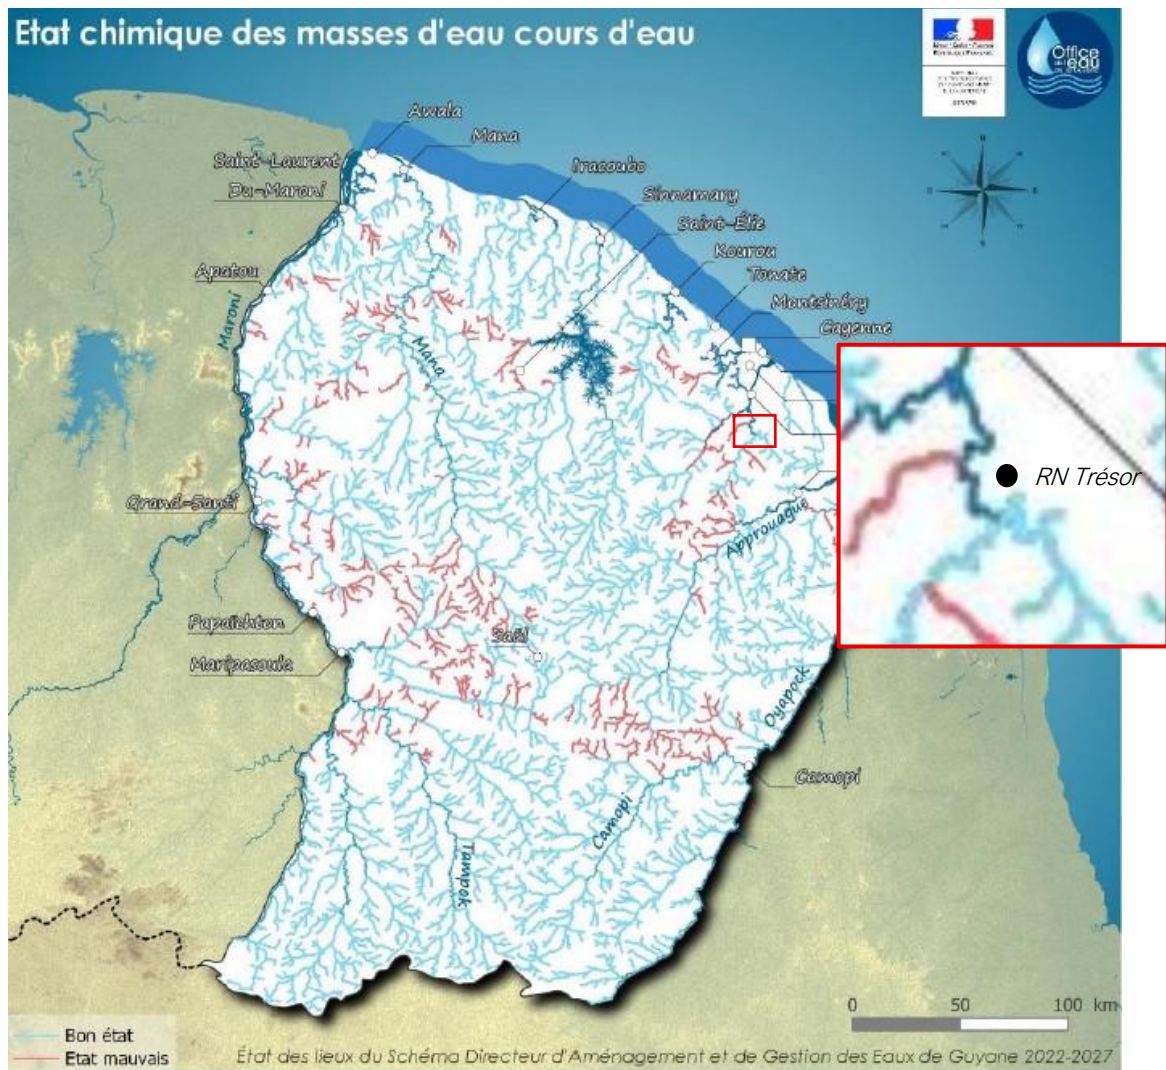 Etat chimique des masses d'eau cours d'eau
Office
de l'eau
Awala
Mana
Saint-Laurent
Du-Maroni
Iracoubo
Sinnamary
Saint-Élie
Kourou
Apatou
Tonate
Montsinéry
Cayenne
Maroni
Mana
RN Trésor
Grand-Santi
Approuague
Papaïchton
Saül
Maripasoula
Oyapock
Camopi
Camopi
Tampok
0 50 100 km
Bon état
Etat mauvais
État des lieux du Schéma Directeur d'Aménagement et de Gestion des Eaux de Guyane 2022-2027